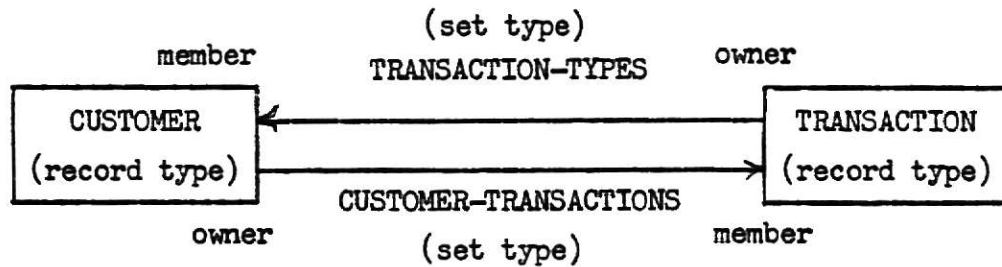 (set type)
member owner
TRANSACTION-TYPES
CUSTOMER TRANSACTION
(record type) (record type)
CUSTOMER-TRANSACTIONS
owner member
(set type)